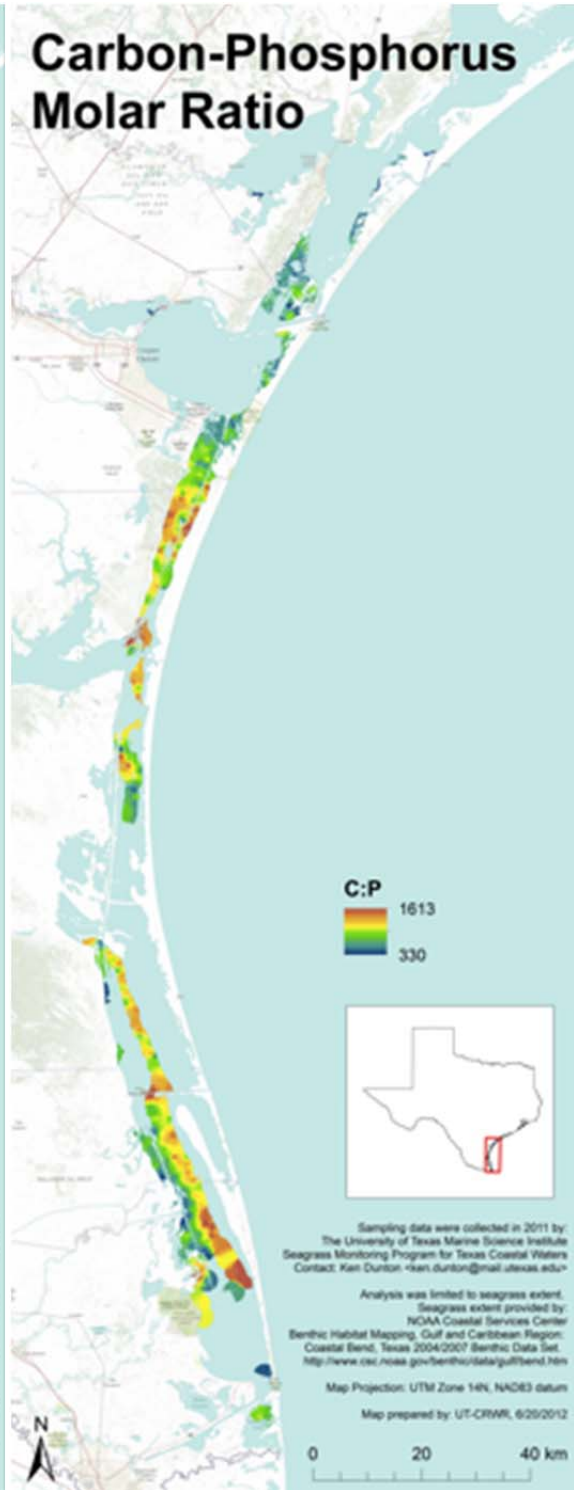 Carbon-Phosphorus
Molar Ratio
C:P
1613
330
Sampling data were collected in 2011 by:
The University of Texas Marine Science Institute
Seagrass Monitoring Program for Texas Coastal Waters
Contact: Ken Dunton <ken.dunton@mail.utexas.edu>
Analysis was limited to seagrass extent.
Seagrass extent provided by:
NOAA Coastal Services Center
Benthic Habitat Mapping, Gulf and Caribbean Region:
Coastal Bend, Texas 2004/2007 Benthic Data Set.
http://www.csc.noaa.gov/benthic/data/gulf/bend.htm
Map Projection: UTM Zone 14N, NAD83 datum
Map prepared by: UT-CRWR, 6/20/2012
N
0 20 40 km